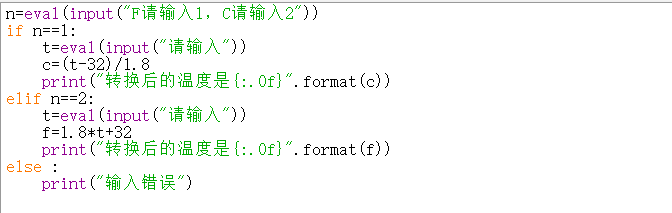 n=eval(input("F请输入1，C请输入2"))
if n==1:
    t=eval(input("请输入"))
    c=(t-32)/1.8
    print("转换后的温度是{:.0f}".format(c))
elif n==2:
    t=eval(input("请输入"))
    f=1.8*t+32
    print("转换后的温度是{:.0f}".format(f))
else :
    print("输入错误")